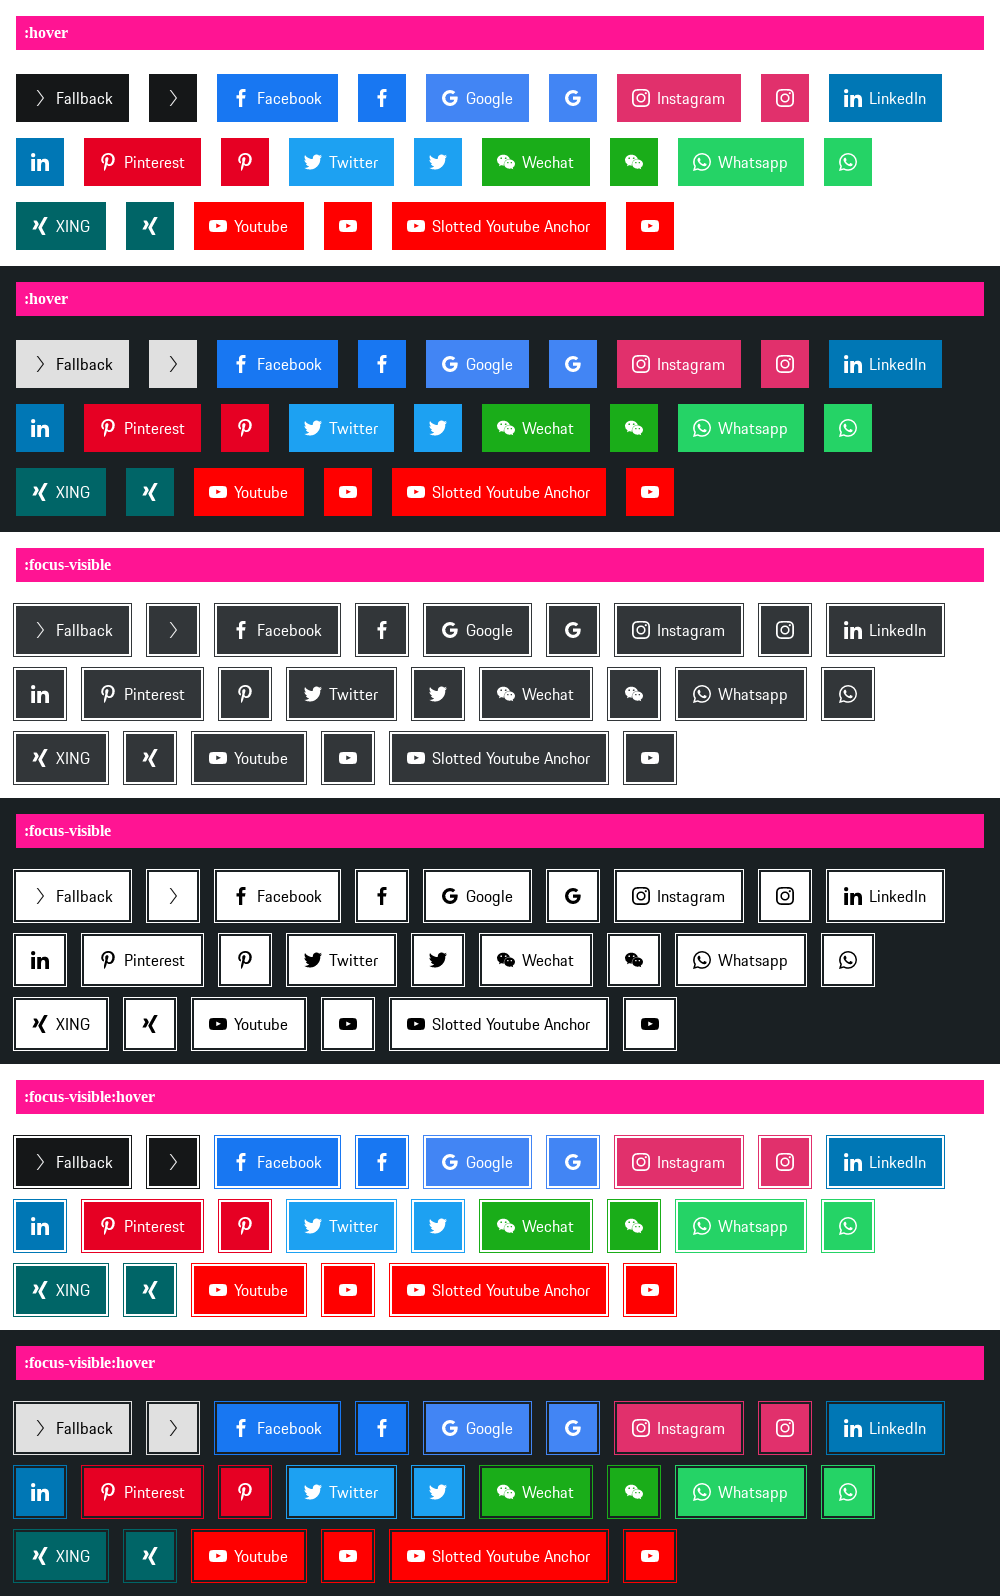 :hover
Fallback Facebook Google Instagram LinkedIn
Pinterest Twitter Wechat Whatsapp
XING Youtube Slotted Youtube Anchor
:hover
Fallback Facebook Google Instagram LinkedIn
Pinterest Twitter Wechat Whatsapp
XING Youtube Slotted Youtube Anchor
:focus-visible
Fallback Facebook Google Instagram LinkedIn
Pinterest Twitter Wechat Whatsapp
XING Youtube Slotted Youtube Anchor
:focus-visible
Fallback Facebook Google Instagram LinkedIn
Pinterest Twitter Wechat Whatsapp
XING Youtube Slotted Youtube Anchor
:focus-visible:hover
Fallback Facebook Google Instagram LinkedIn
Pinterest Twitter Wechat Whatsapp
XING Youtube Slotted Youtube Anchor
:focus-visible:hover
Fallback Facebook Google Instagram LinkedIn
Pinterest Twitter Wechat Whatsapp
XING Youtube Slotted Youtube Anchor